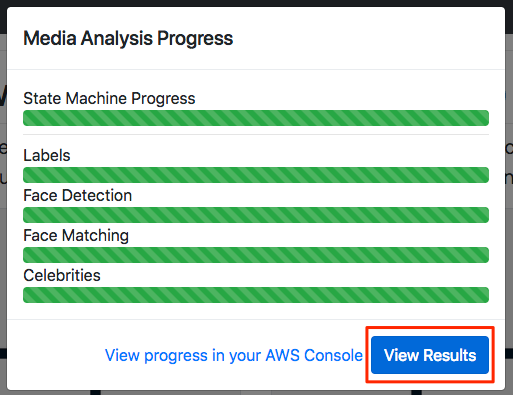 Media Analysis Progress
State Machine Progress
Labels
Face Detection
Face Matching
Celebrities
View progress in your AWS Console
View Results